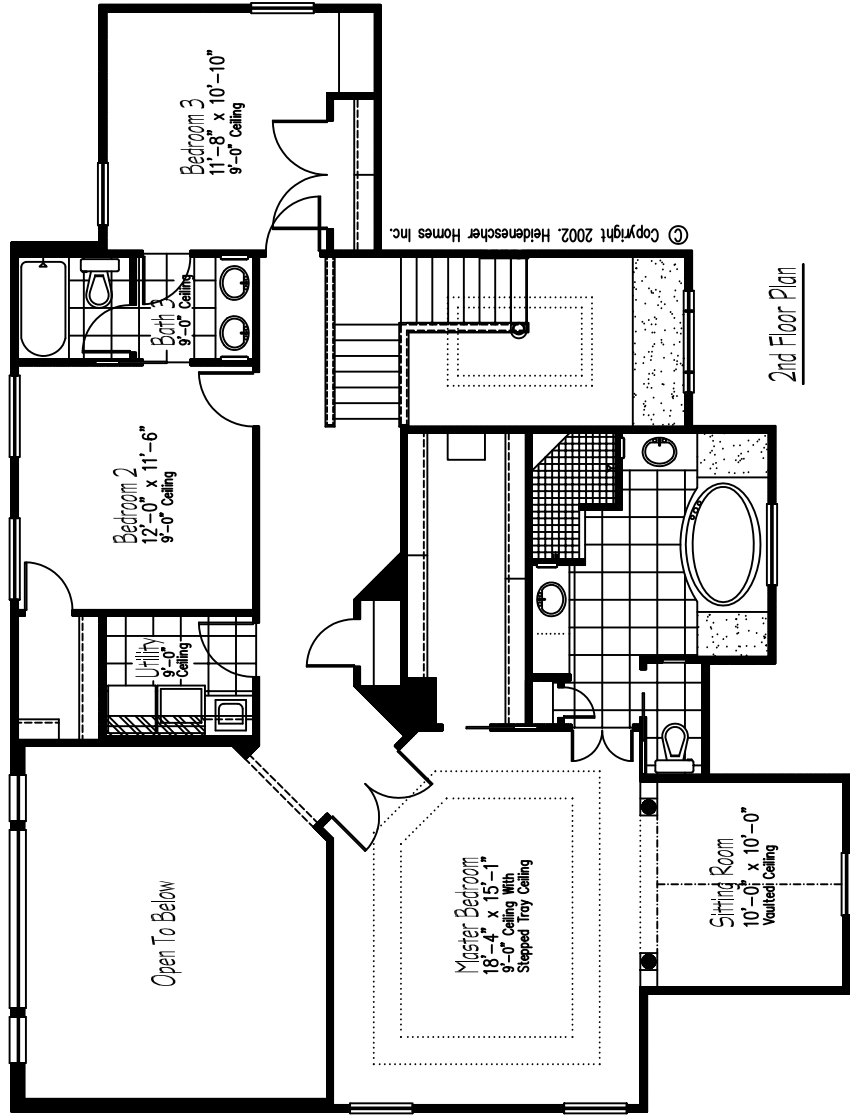 Bedroom 3
11'-8" x 10'-10"
9'-0" Ceiling
© Copyright 2002. Heidenescher Homes Inc.
Bath 3
9'-0" Ceiling
2nd Floor Plan
Bedroom 2
12'-0" x 11'-6"
9'-0" Ceiling
Utility
9'-0"
Ceiling
Open To Below
Master Bedroom
18'-4" x 15'-1"
9'-0" Ceiling With
Stepped Tray Ceiling
Sitting Room
10'-0" x 10'-0"
Vaulted Ceiling